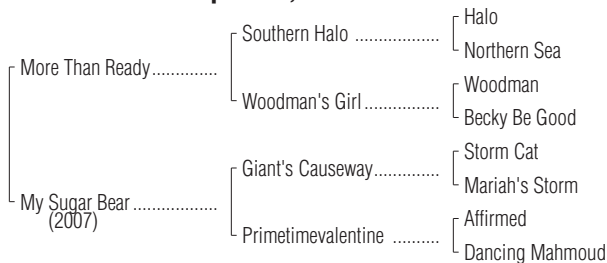 Halo
Southern Halo ..................
Northern Sea
More Than Ready..............
Woodman
Woodman's Girl ................
Becky Be Good
Storm Cat
Giant's Causeway..............
Mariah's Storm
My Sugar Bear ..................
(2007)
Affirmed
Primetimevalentine ..........
Dancing Mahmoud